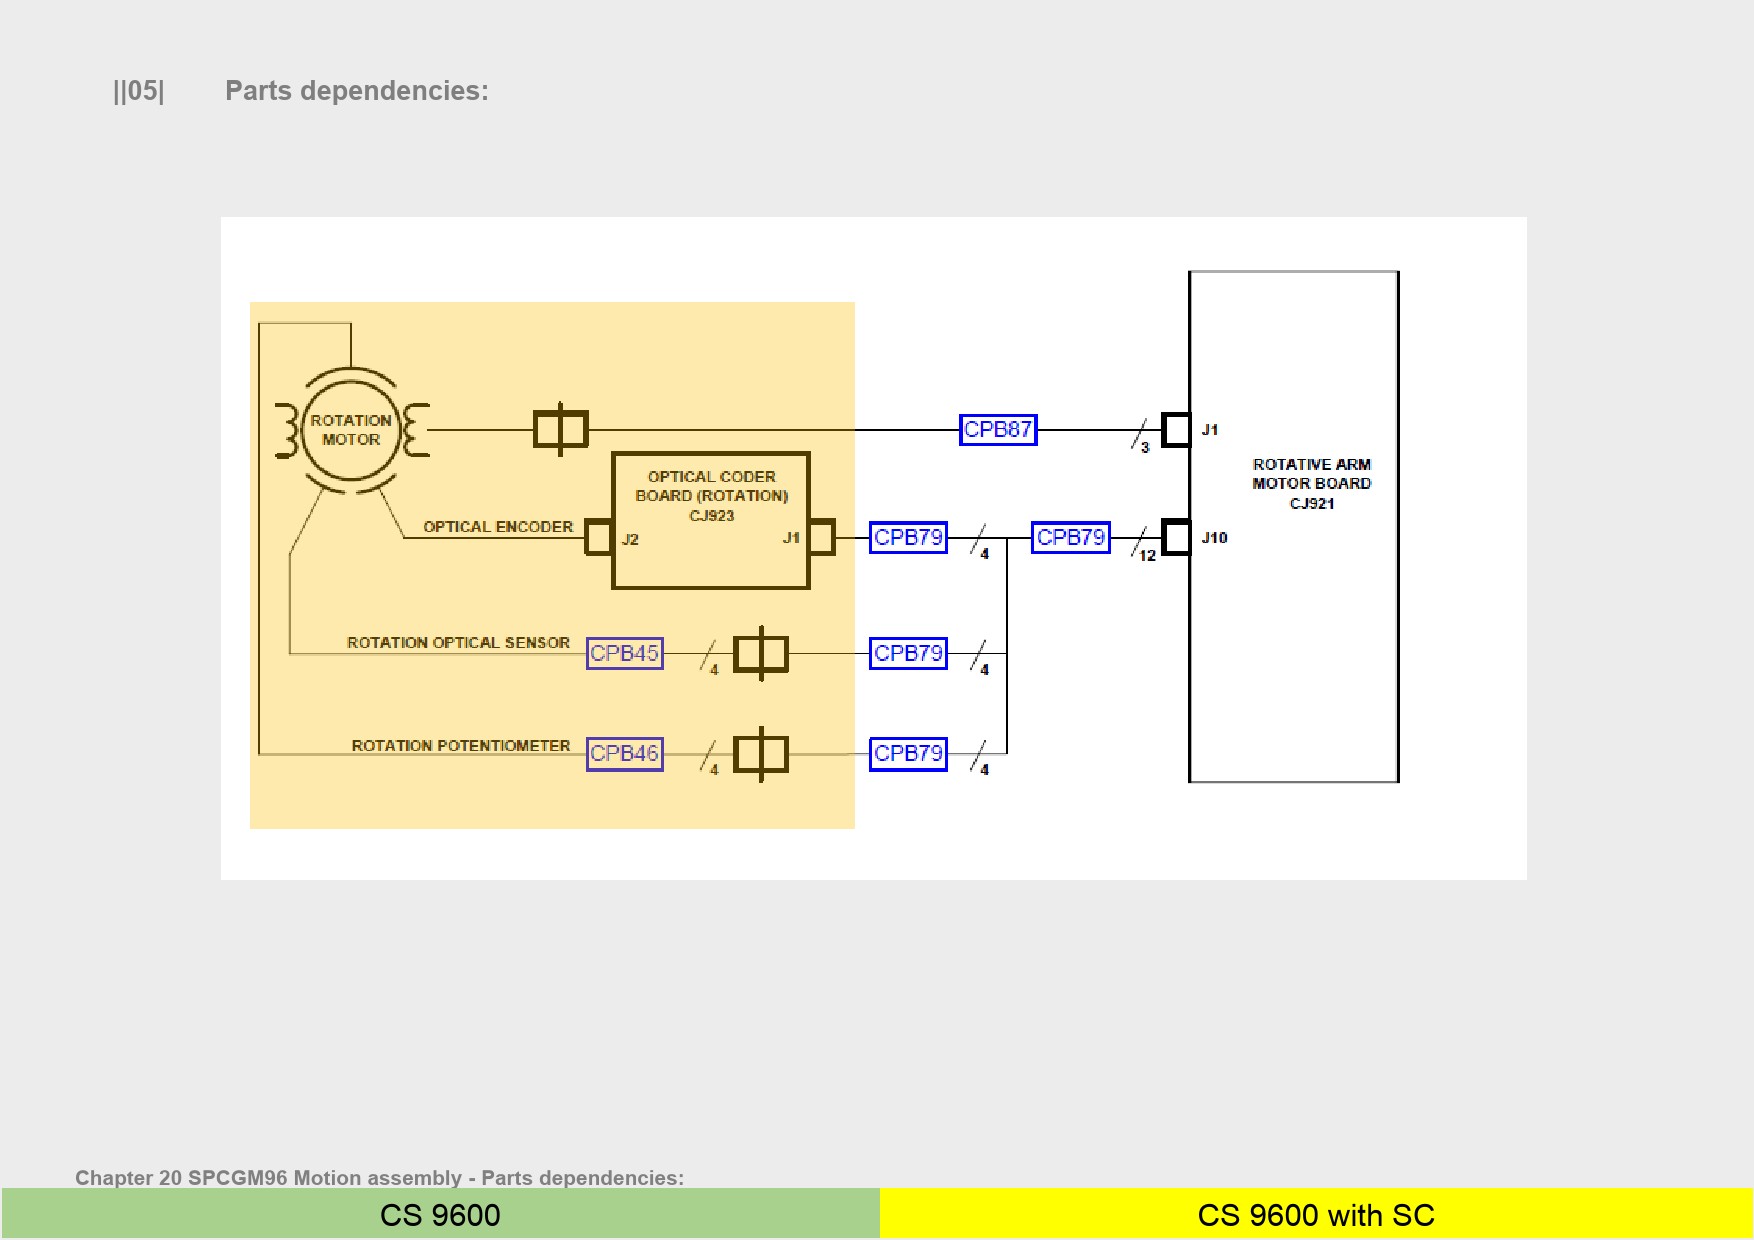 ||05| Parts dependencies:
ROTATION
MOTOR
CPB87
3
J1
OPTICAL CODER
BOARD (ROTATION)
CJ923
ROTATIVE ARM
MOTOR BOARD
CJ921
OPTICAL ENCODER
J2
J1
CPB79
4
CPB79
12
J10
ROTATION OPTICAL SENSOR
CPB45
4
CPB79
4
ROTATION POTENTIOMETER
CPB46
4
CPB79
4
Chapter 20 SPCGM96 Motion assembly - Parts dependencies:
CS 9600
CS 9600 with SC